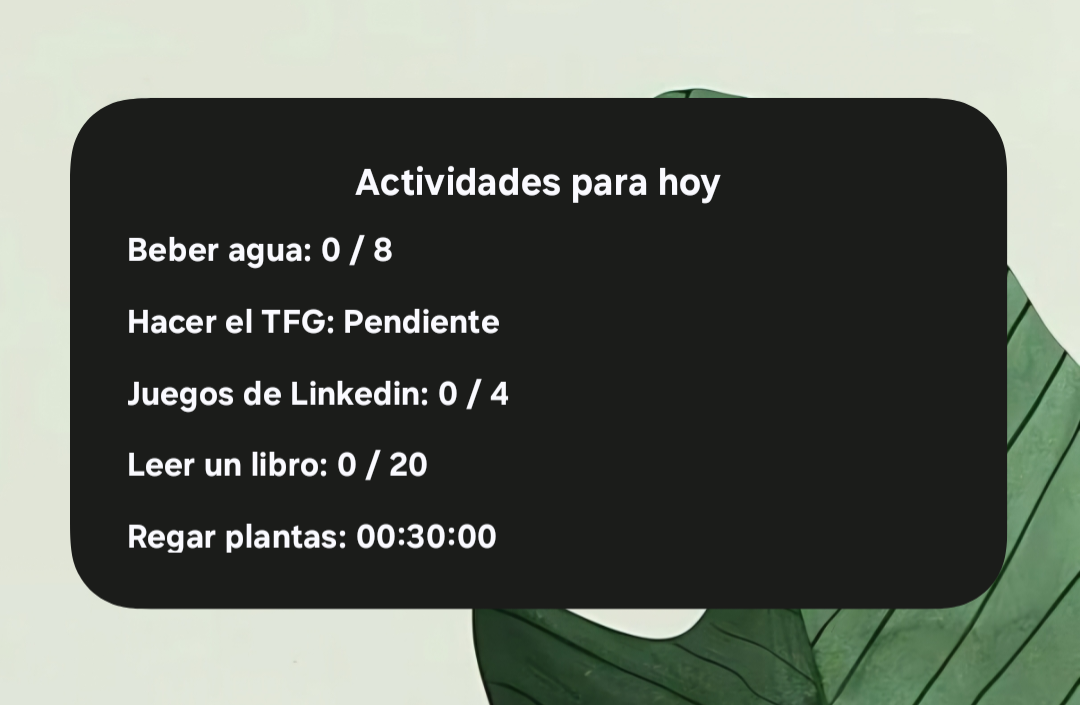 Actividades para hoy
Beber agua: 0 / 8
Hacer el TFG: Pendiente
Juegos de Linkedin: 0 / 4
Leer un libro: 0 / 20
Regar plantas: 00:30:00